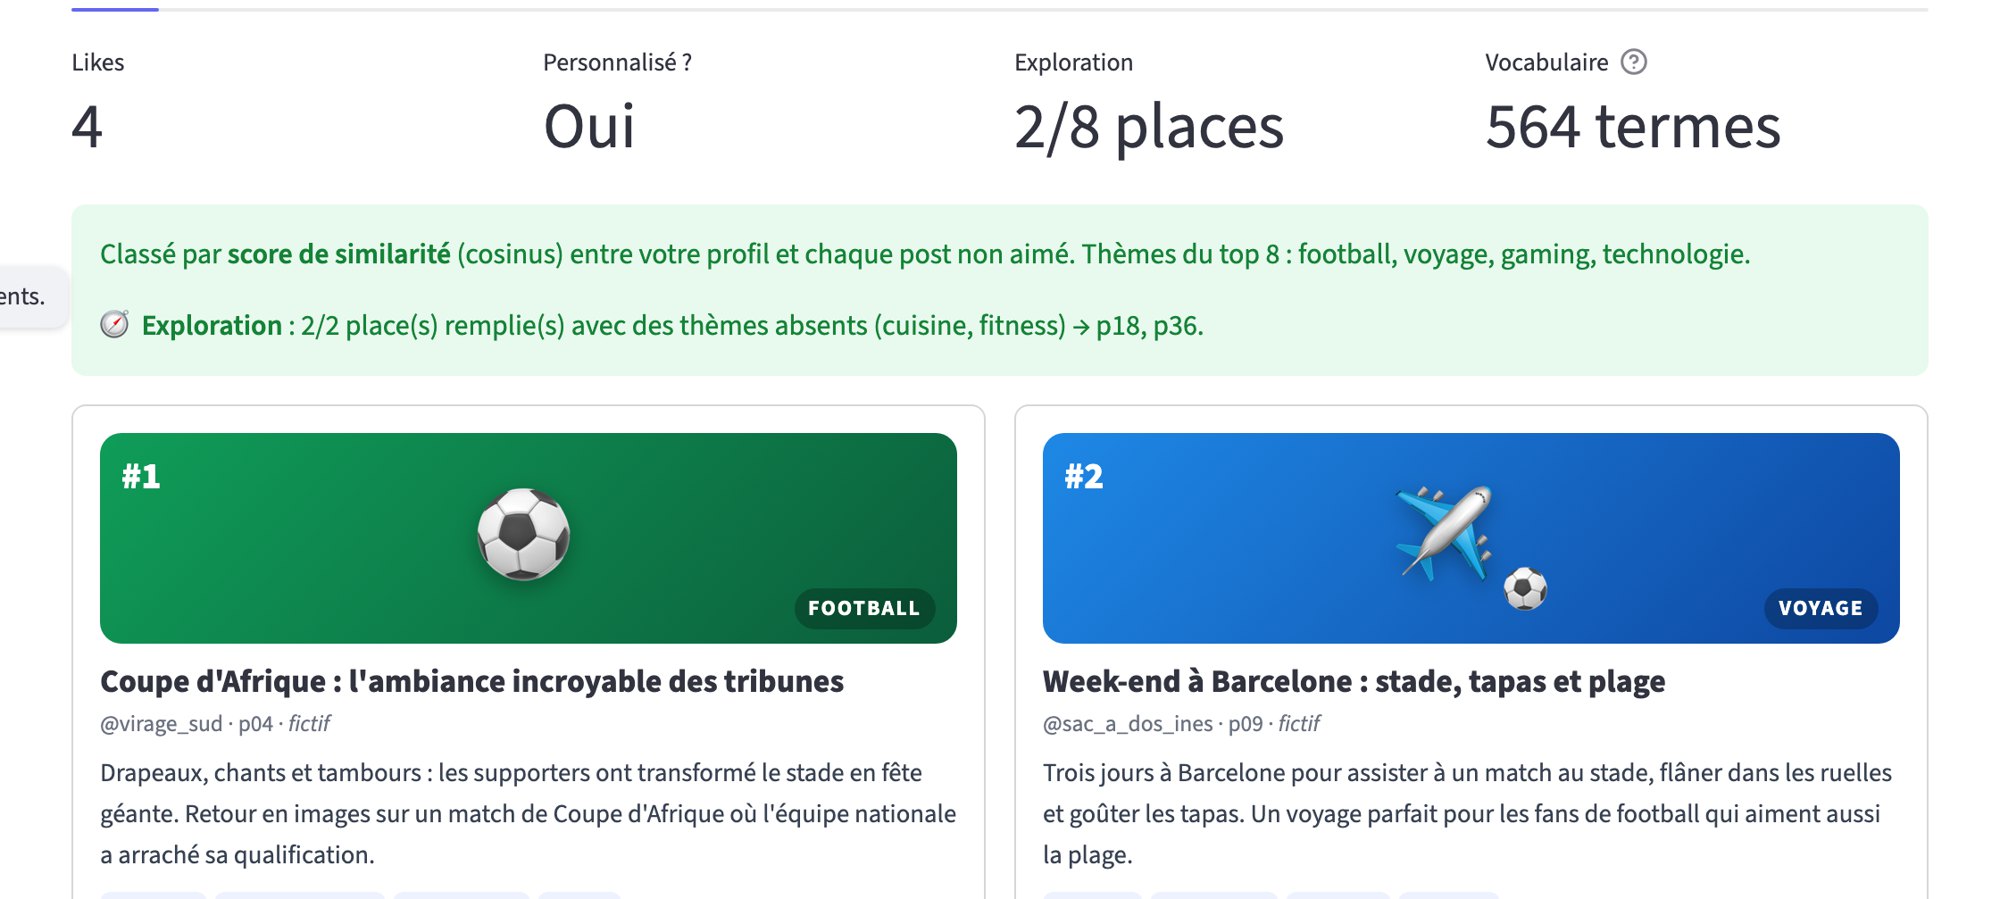 Likes
4
Personnalisé ?
Oui
Exploration
2/8 places
Vocabulaire
564 termes
Classé par score de similarité (cosinus) entre votre profil et chaque post non aimé. Thèmes du top 8 : football, voyage, gaming, technologie.
ents.
Exploration : 2/2 place(s) remplie(s) avec des thèmes absents (cuisine, fitness) → p18, p36.
#1
FOOTBALL
Coupe d'Afrique : l'ambiance incroyable des tribunes
@virage_sud · p04 · fictif
Drapeaux, chants et tambours : les supporters ont transformé le stade en fête
géante. Retour en images sur un match de Coupe d'Afrique où l'équipe nationale
a arraché sa qualification.
#2
VOYAGE
Week-end à Barcelone : stade, tapas et plage
@sac_a_dos_ines · p09 · fictif
Trois jours à Barcelone pour assister à un match au stade, flâner dans les ruelles
et goûter les tapas. Un voyage parfait pour les fans de football qui aiment aussi
la plage.